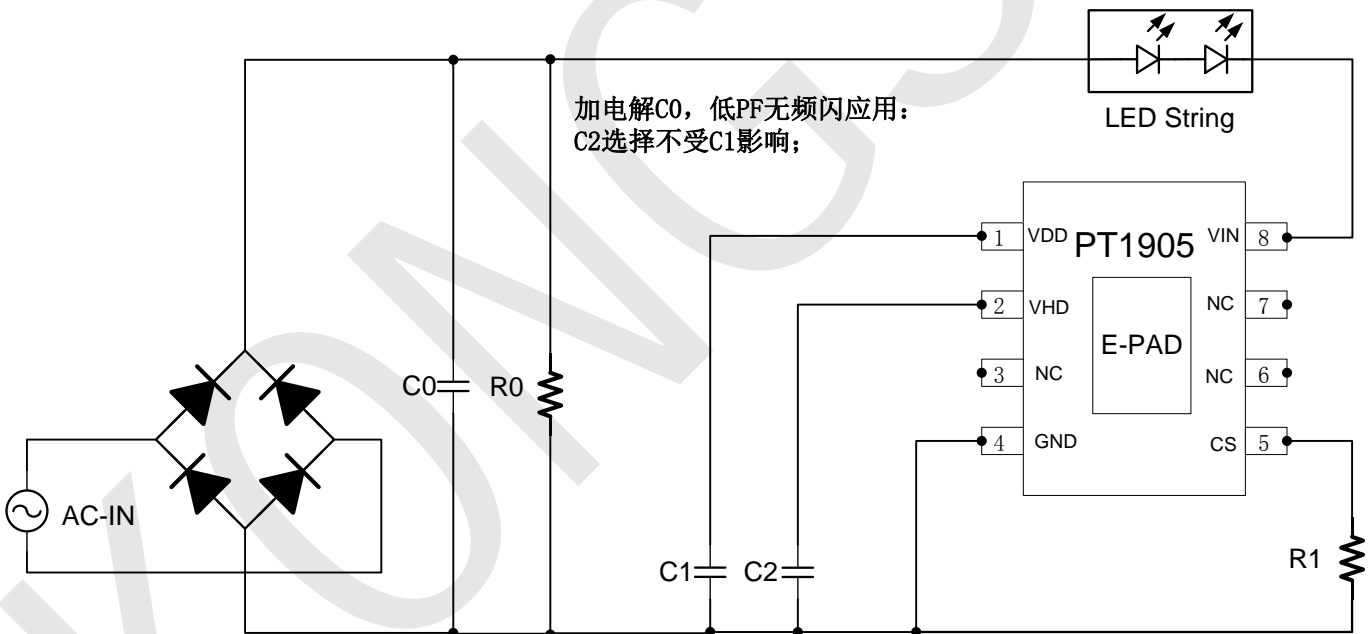 加电解C0，低PF无频闪应用：
C2选择不受C1影响；
LED String
PT1905
1 VDD
VIN 8
2 VHD
NC 7
E-PAD
3 NC
NC 6
4 GND
CS 5
C0
R0
AC-IN
C1
C2
R1